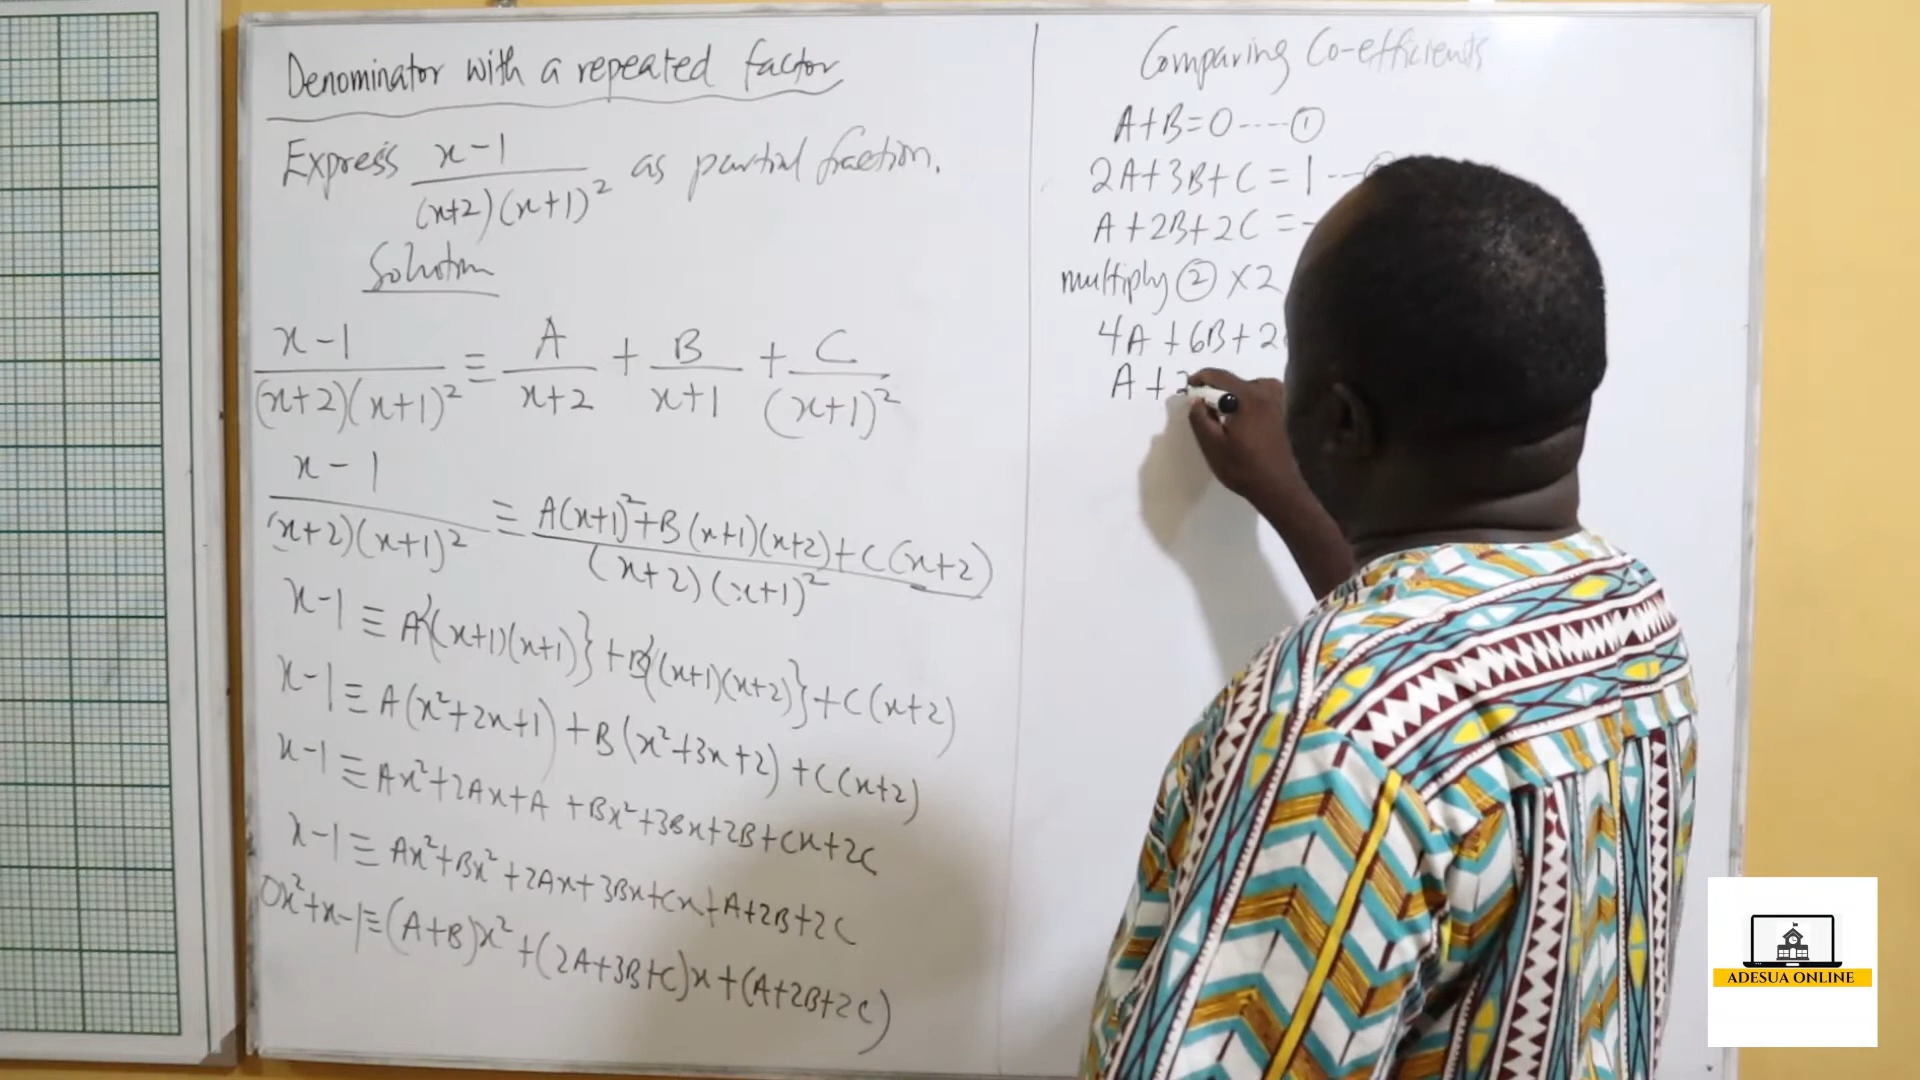 Denominator with a repeated factor
Express x-1 / (x+2)(x+1)² as partial fraction.
Solution
x-1 / (x+2)(x+1)² ≡ A / x+2 + B / x+1 + C / (x+1)²
x-1 / (x+2)(x+1)² ≡ A(x+1)²+B(x+1)(x+2)+C(x+2) / (x+2)(x+1)²
x-1 ≡ A{(x+1)(x+1)}+B{(x+1)(x+2)}+C(x+2)
x-1 ≡ A(x²+2x+1)+B(x²+3x+2)+C(x+2)
x-1 ≡ Ax²+2Ax+A+Bx²+3Bx+2B+Cx+2C
x-1 ≡ Ax²+Bx²+2Ax+3Bx+Cx+A+2B+2C
0x²+x-1≡(A+B)x²+(2A+3B+C)x+(A+2B+2C)
Comparing Co-efficients
A+B=0----①
2A+3B+C=1---
A+2B+2C=-
multiply ② x2
4A+6B+2
A+2
ADESUA ONLINE